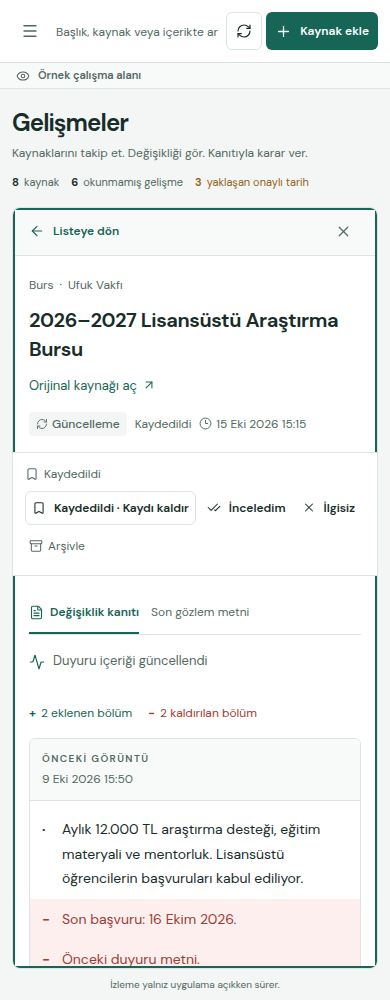 Başlık, kaynak veya içerikte ar
Kaynak ekle
Örnek çalışma alanı
Gelişmeler
Kaynaklarını takip et. Değişikliği gör. Kanıtıyla karar ver.
8 kaynak 6 okunmamış gelişme 3 yaklaşan onaylı tarih
Listeye dön
Burs · Ufuk Vakfı
2026–2027 Lisansüstü Araştırma
Bursu
Orijinal kaynağı aç
Güncelleme Kaydedildi 15 Eki 2026 15:15
Kaydedildi
Kaydedildi · Kaydı kaldır İnceledim İlgisiz
Arşivle
Değişiklik kanıtı Son gözlem metni
Duyuru içeriği güncellendi
+ 2 eklenen bölüm − 2 kaldırılan bölüm
ÖNCEKİ GÖRÜNTÜ
9 Eki 2026 15:50
· Aylık 12.000 TL araştırma desteği, eğitim
materyali ve mentorluk. Lisansüstü
öğrencilerin başvuruları kabul ediliyor.
− Son başvuru: 16 Ekim 2026.
− Önceki duyuru metni.
İzleme yalnız uygulama açıkken sürer.